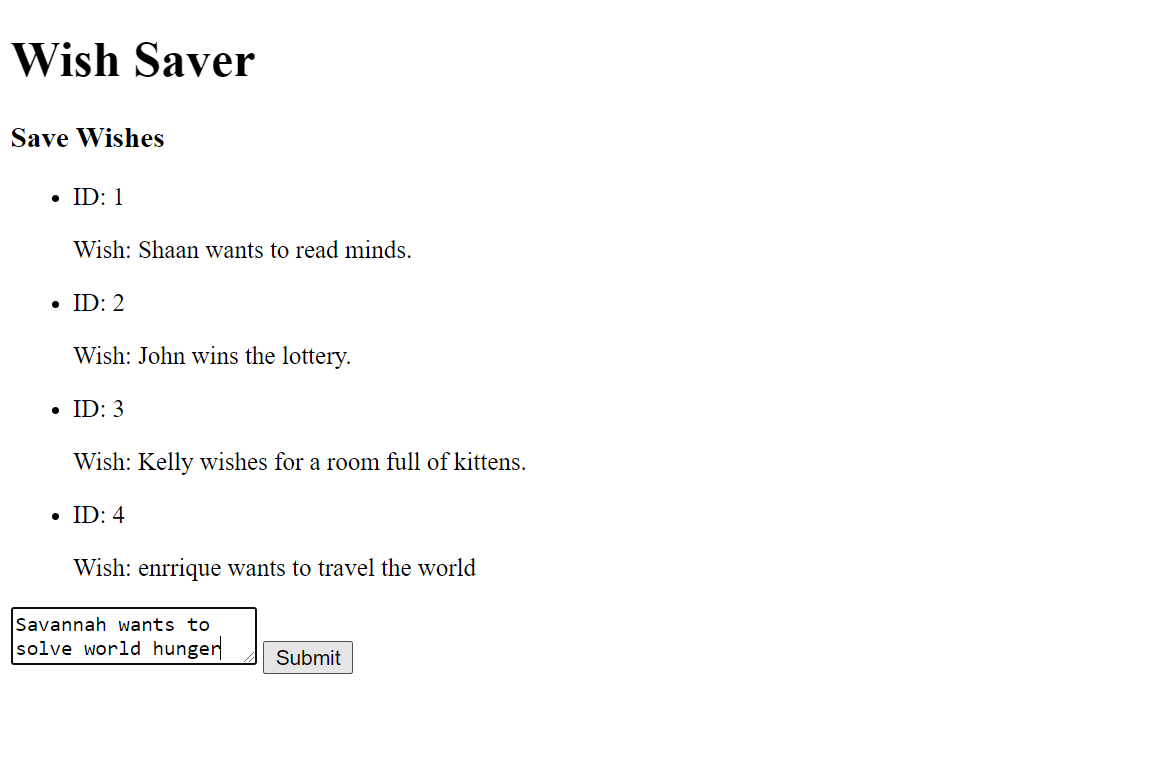 Wish Saver
Save Wishes
ID: 1
Wish: Shaan wants to read minds.
ID: 2
Wish: John wins the lottery.
ID: 3
Wish: Kelly wishes for a room full of kittens.
ID: 4
Wish: enrrique wants to travel the world
Savannah wants to
solve world hunger
Submit